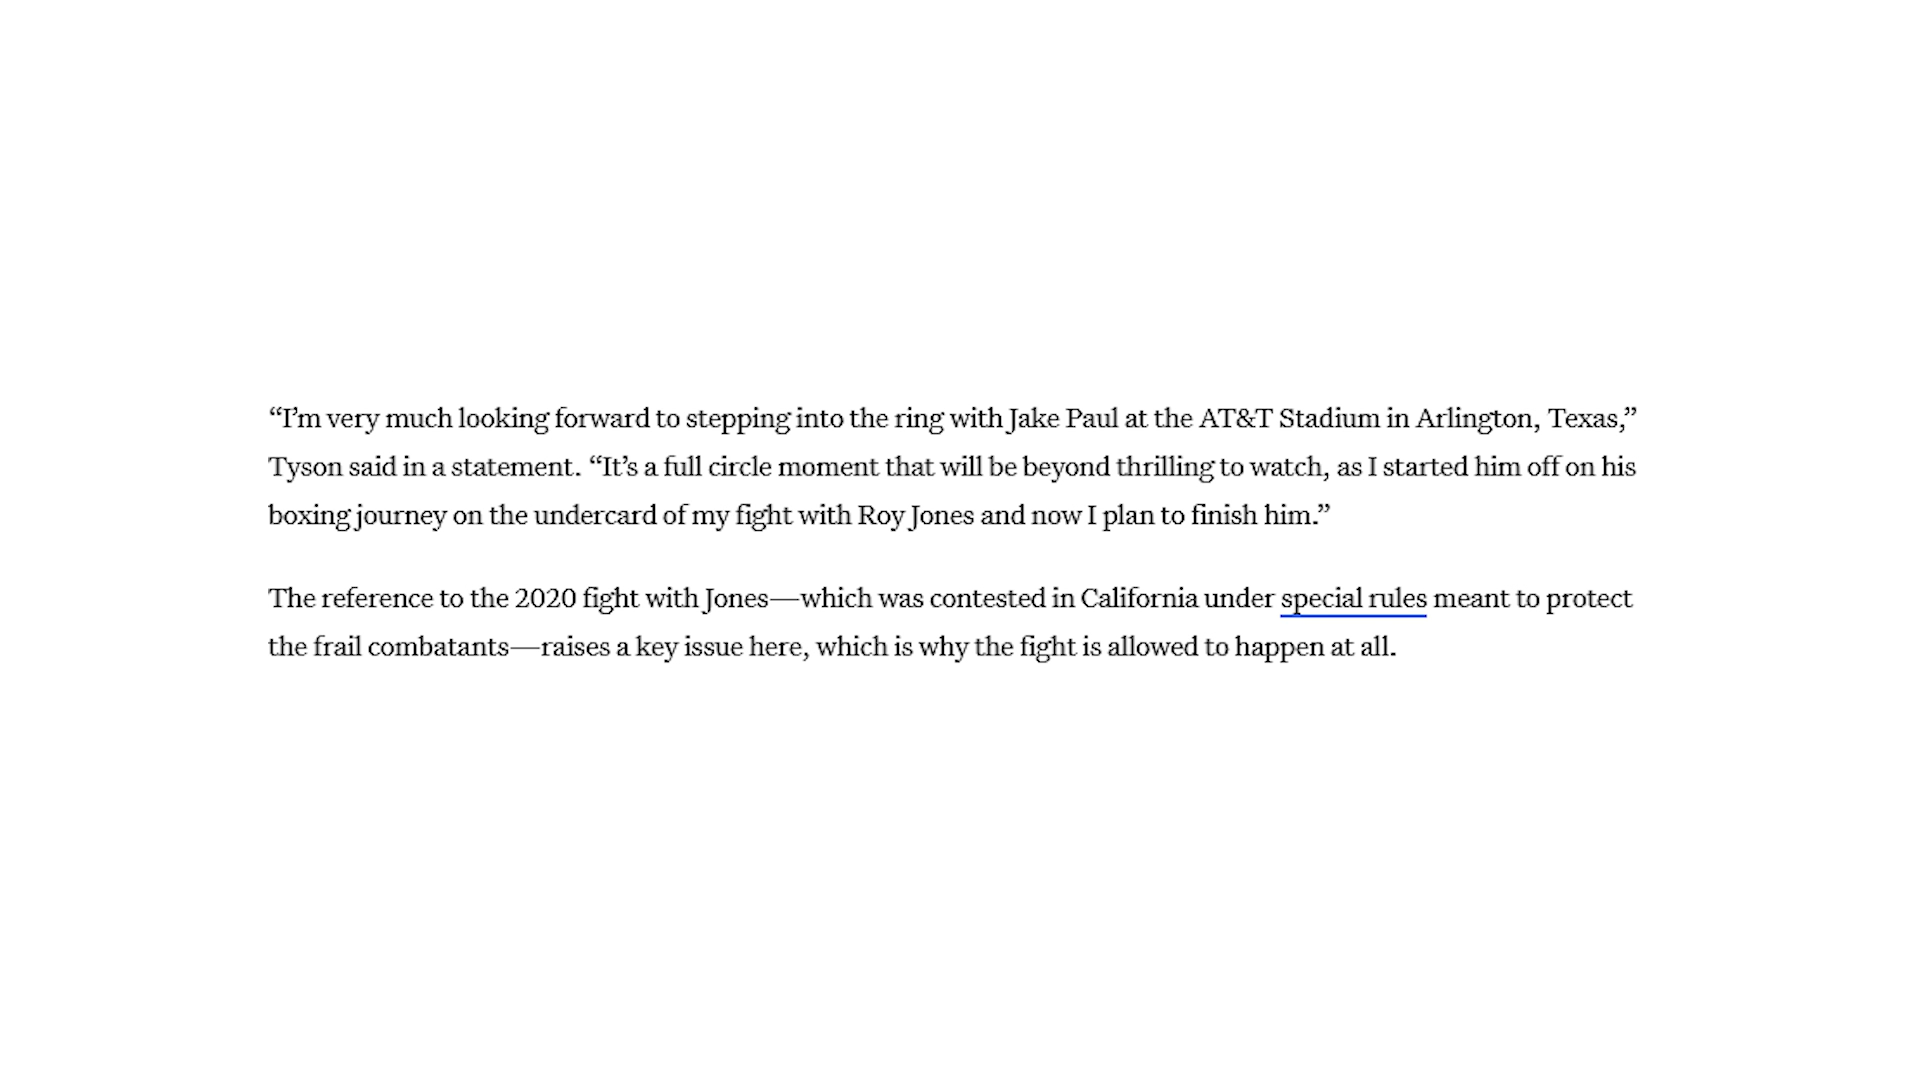 “I’m very much looking forward to stepping into the ring with Jake Paul at the AT&T Stadium in Arlington, Texas,”
Tyson said in a statement. “It’s a full circle moment that will be beyond thrilling to watch, as I started him off on his
boxing journey on the undercard of my fight with Roy Jones and now I plan to finish him.”
The reference to the 2020 fight with Jones—which was contested in California under special rules meant to protect
the frail combatants—raises a key issue here, which is why the fight is allowed to happen at all.